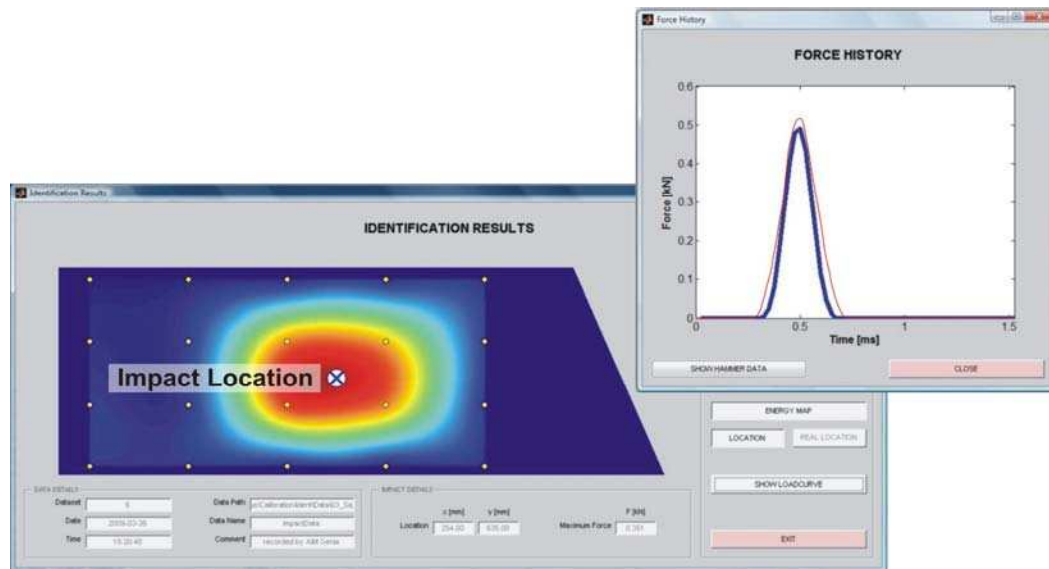 Force History
FORCE HISTORY
0.6
0.5
0.4
0.3
0.2
0.1
0
Force [kN]
0 0.5 1 1.5
Time [ms]
SHOW HAMMER DATA
CLOSE
Identification Results
IDENTIFICATION RESULTS
Impact Location
ENERGY MAP
LOCATION
REAL LOCATION
SHOW LOADCURVE
EXIT
DATA DETAILS
Dataset
Data Path
Date
Data Name
ImpactData
Time
Comment
IMPACT DETAILS
x [mm] y [mm] F [kN]
Location
Maximum Force